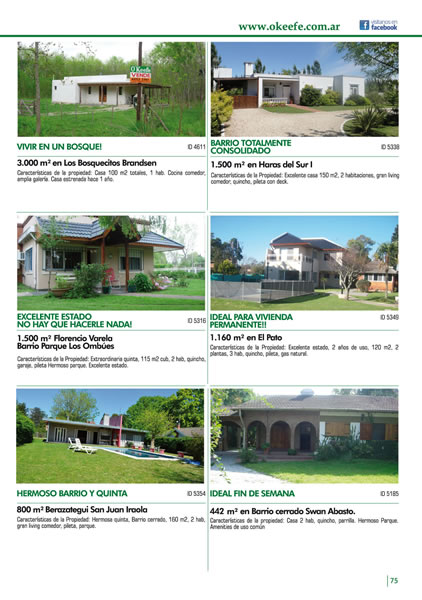 www.okeefe.com.ar
visitanos en
facebook
O'Keefe
VENDE
VIVIR EN UN BOSQUE!
ID 4611
3.000 m² en Los Bosquecitos Brandsen
Características de la propiedad: Casa 100 m2 totales, 1 hab. Cocina comedor,
amplia galería. Casa estrenada hace 1 año.
BARRIO TOTALMENTE
CONSOLIDADO
ID 5338
1.500 m² en Haras del Sur I
Características de la Propiedad: Excelente casa 150 m2, 2 habitaciones, gran living
comedor, quincho, pileta con deck.
EXCELENTE ESTADO
NO HAY QUE HACERLE NADA!
ID 5316
1.500 m² Florencio Varela
Barrio Parque Los Ombúes
Características de la Propiedad: Extraordinaria quinta, 115 m2 cub, 2 hab, quincho,
garaje, pileta Hermoso parque. Excelente estado.
IDEAL PARA VIVIENDA
PERMANENTE!!
ID 5349
1.160 m² en El Pato
Características de la Propiedad: Excelente estado, 2 años de uso, 120 m2, 2
plantas, 3 hab, quincho, pileta, gas natural.
HERMOSO BARRIO Y QUINTA
ID 5354
800 m² Berazategui San Juan Iraola
Características de la Propiedad: Hermosa quinta, Barrio cerrado, 160 m2, 2 hab,
gran living comedor, pileta, parque.
IDEAL FIN DE SEMANA
ID 5185
442 m² en Barrio cerrado Swan Abasto.
Características de la propiedad: Casa 2 hab, quincho, parrilla. Hermoso Parque.
Amenities de uso común
75